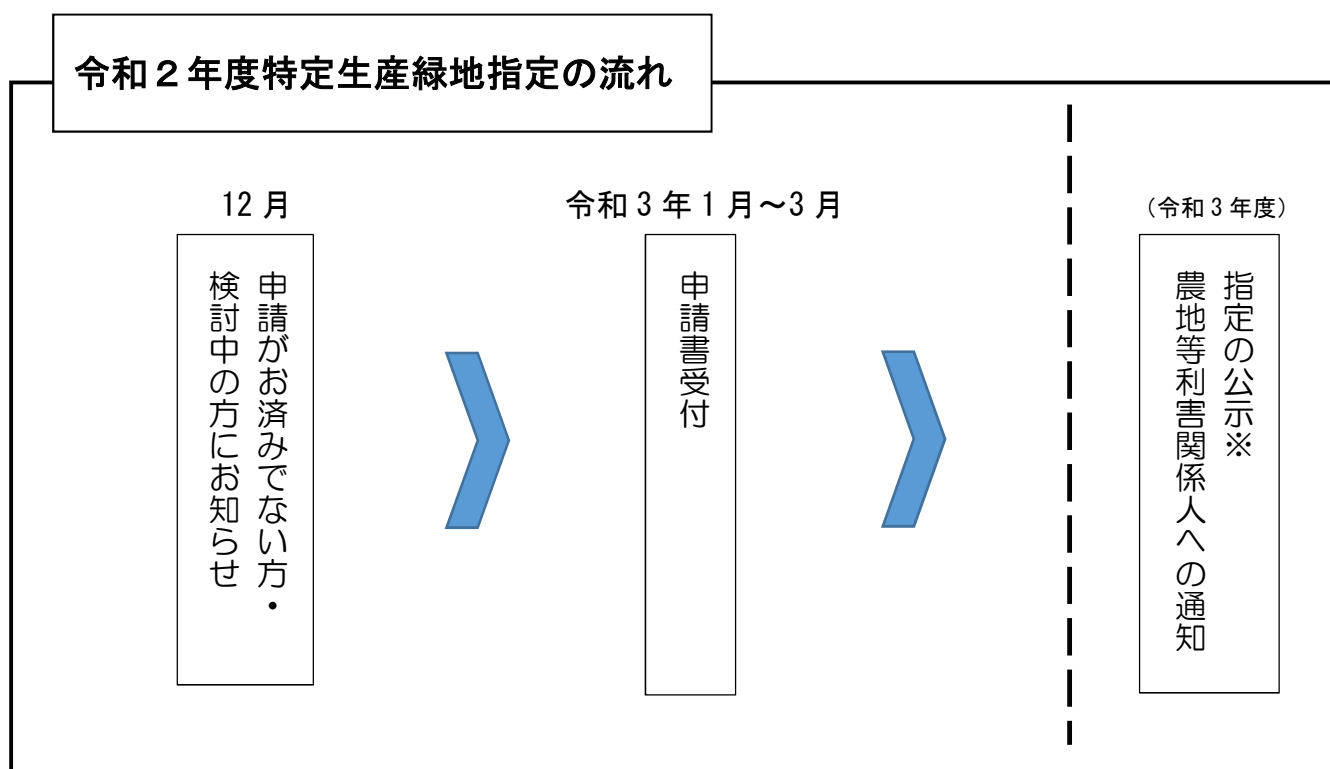 令和２年度特定生産緑地指定の流れ
12月
申請がお済みでない方・
検討中の方にお知らせ
令和3年1月～3月
申請書受付
（令和3年度）
指定の公示※
農地等利害関係人への通知